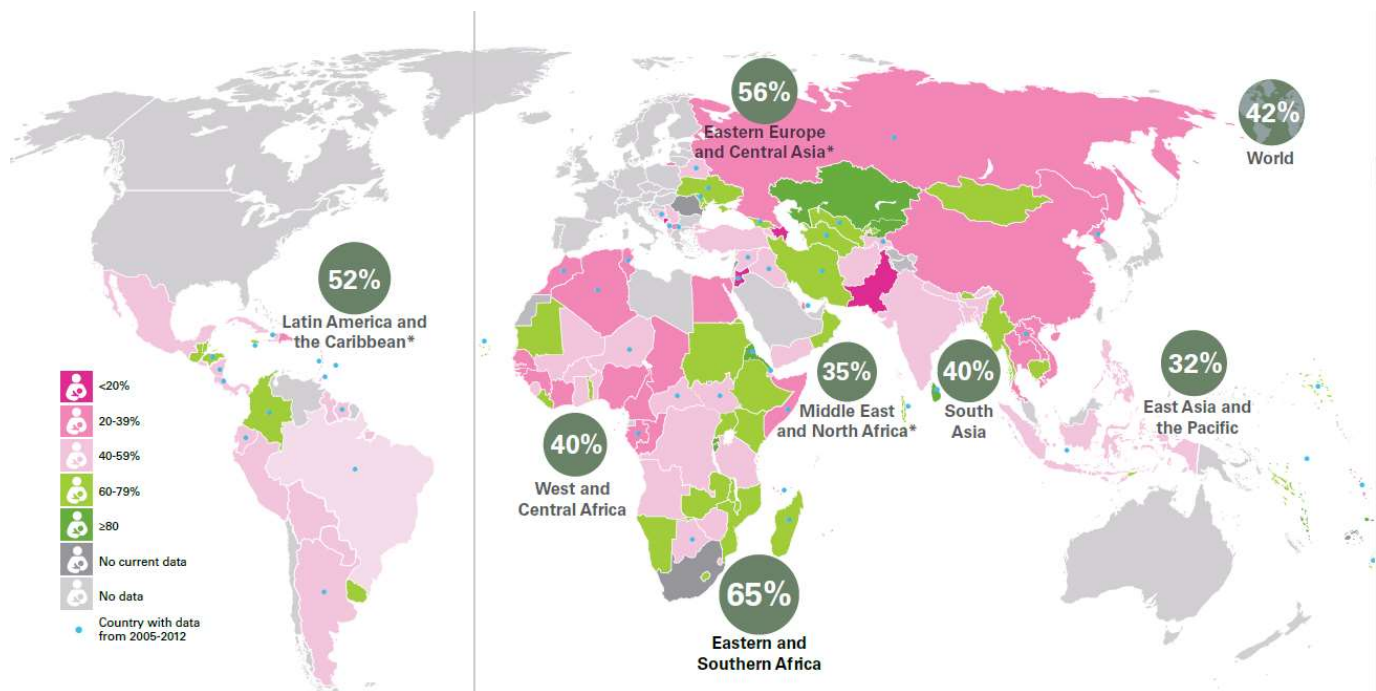 56%
Eastern Europe
and Central Asia*
42%
World
52%
Latin America and
the Caribbean*
35%
Middle East
and North Africa*
40%
South
Asia
32%
East Asia and
the Pacific
40%
West and
Central Africa
65%
Eastern and
Southern Africa
<20%
20-39%
40-59%
60-79%
≥80
No current data
No data
Country with data
from 2005-2012